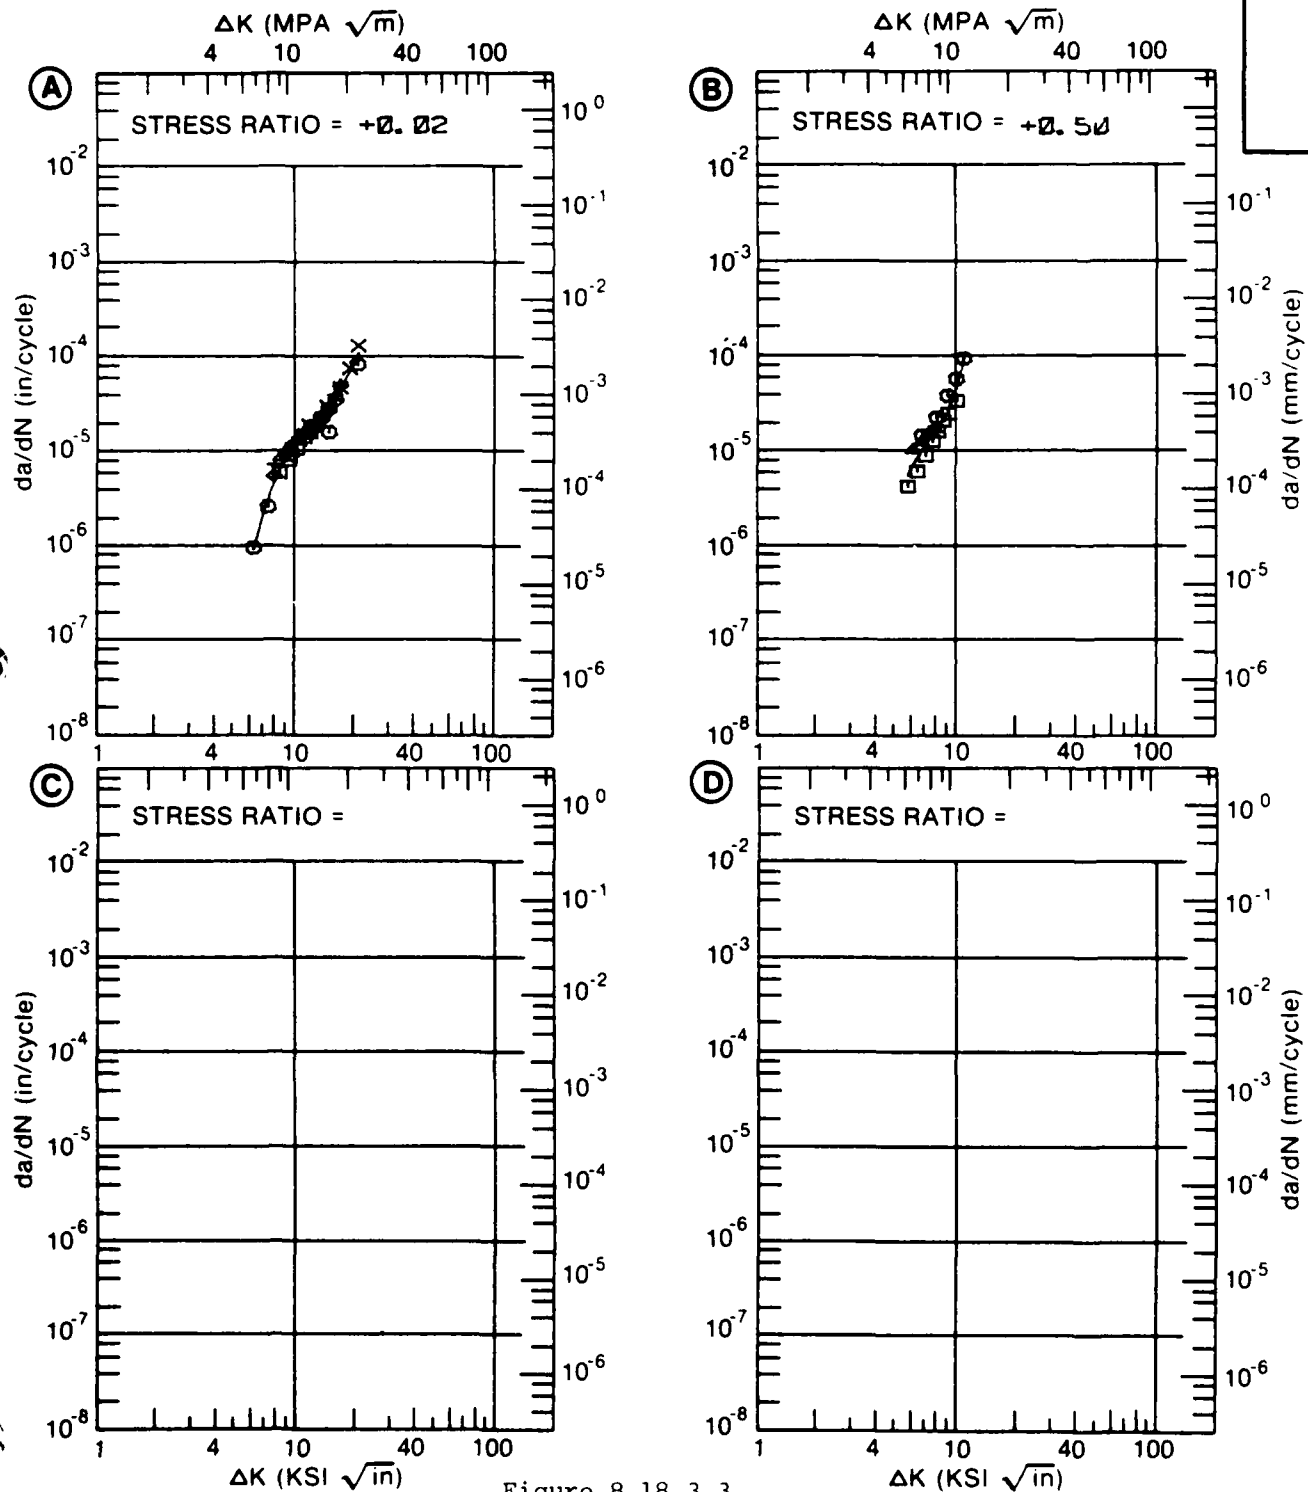 ΔK (MPA √m)
4 10 40 100
A
STRESS RATIO = +0.02
10^0
10^-2
10^-1
10^-3
10^-2
10^-4
10^-3
10^-5
10^-4
10^-6
10^-5
10^-7
10^-6
10^-8
da/dN (in/cycle)
1 4 10 40 100
ΔK (MPA √m)
4 10 40 100
B
STRESS RATIO = +0.50
10^-2
10^-1
10^-3
10^-2
10^-4
10^-3
10^-5
10^-4
10^-6
10^-5
10^-7
10^-6
10^-8
da/dN (mm/cycle)
1 4 10 40 100
C
STRESS RATIO =
10^0
10^-2
10^-1
10^-3
10^-2
10^-4
10^-3
10^-5
10^-4
10^-6
10^-5
10^-7
10^-6
10^-8
da/dN (in/cycle)
1 4 10 40 100
ΔK (KSI √in)
D
STRESS RATIO =
10^0
10^-2
10^-1
10^-3
10^-2
10^-4
10^-3
10^-5
10^-4
10^-6
10^-5
10^-7
10^-6
10^-8
da/dN (mm/cycle)
1 4 10 40 100
ΔK (KSI √in)
Figure 8.18.3.3